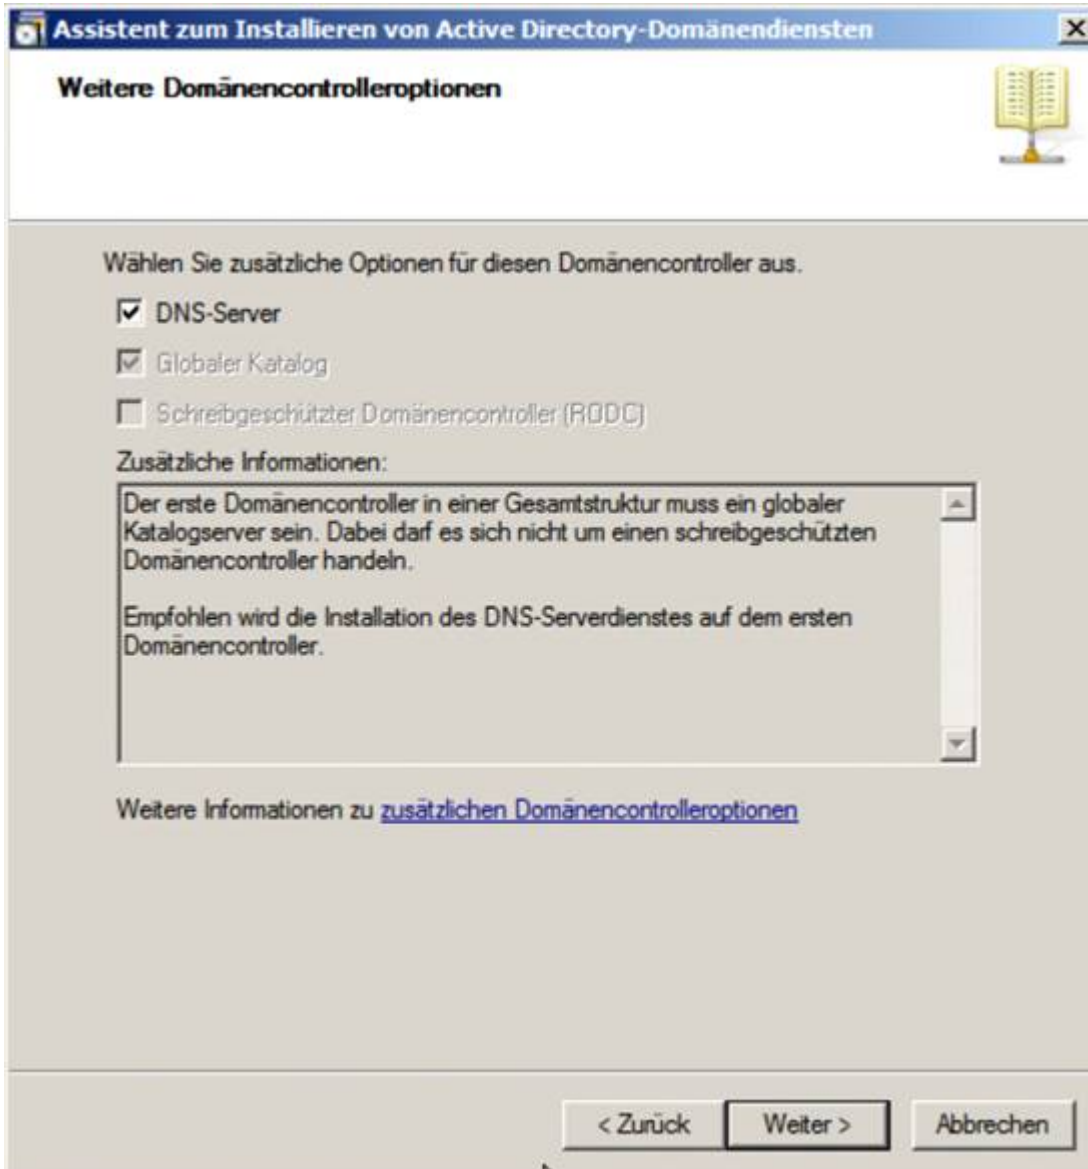 Assistent zum Installieren von Active Directory-Domänendiensten
Weitere Domänencontrolleroptionen
Wählen Sie zusätzliche Optionen für diesen Domänencontroller aus.
DNS-Server
Globaler Katalog
Schreibgeschützter Domänencontroller (RODC)
Zusätzliche Informationen:
Der erste Domänencontroller in einer Gesamtstruktur muss ein globaler
Katalogserver sein. Dabei darf es sich nicht um einen schreibgeschützten
Domänencontroller handeln.
Empfohlen wird die Installation des DNS-Serverdienstes auf dem ersten
Domänencontroller.
Weitere Informationen zu zusätzlichen Domänencontrolleroptionen
< Zurück Weiter > Abbrechen